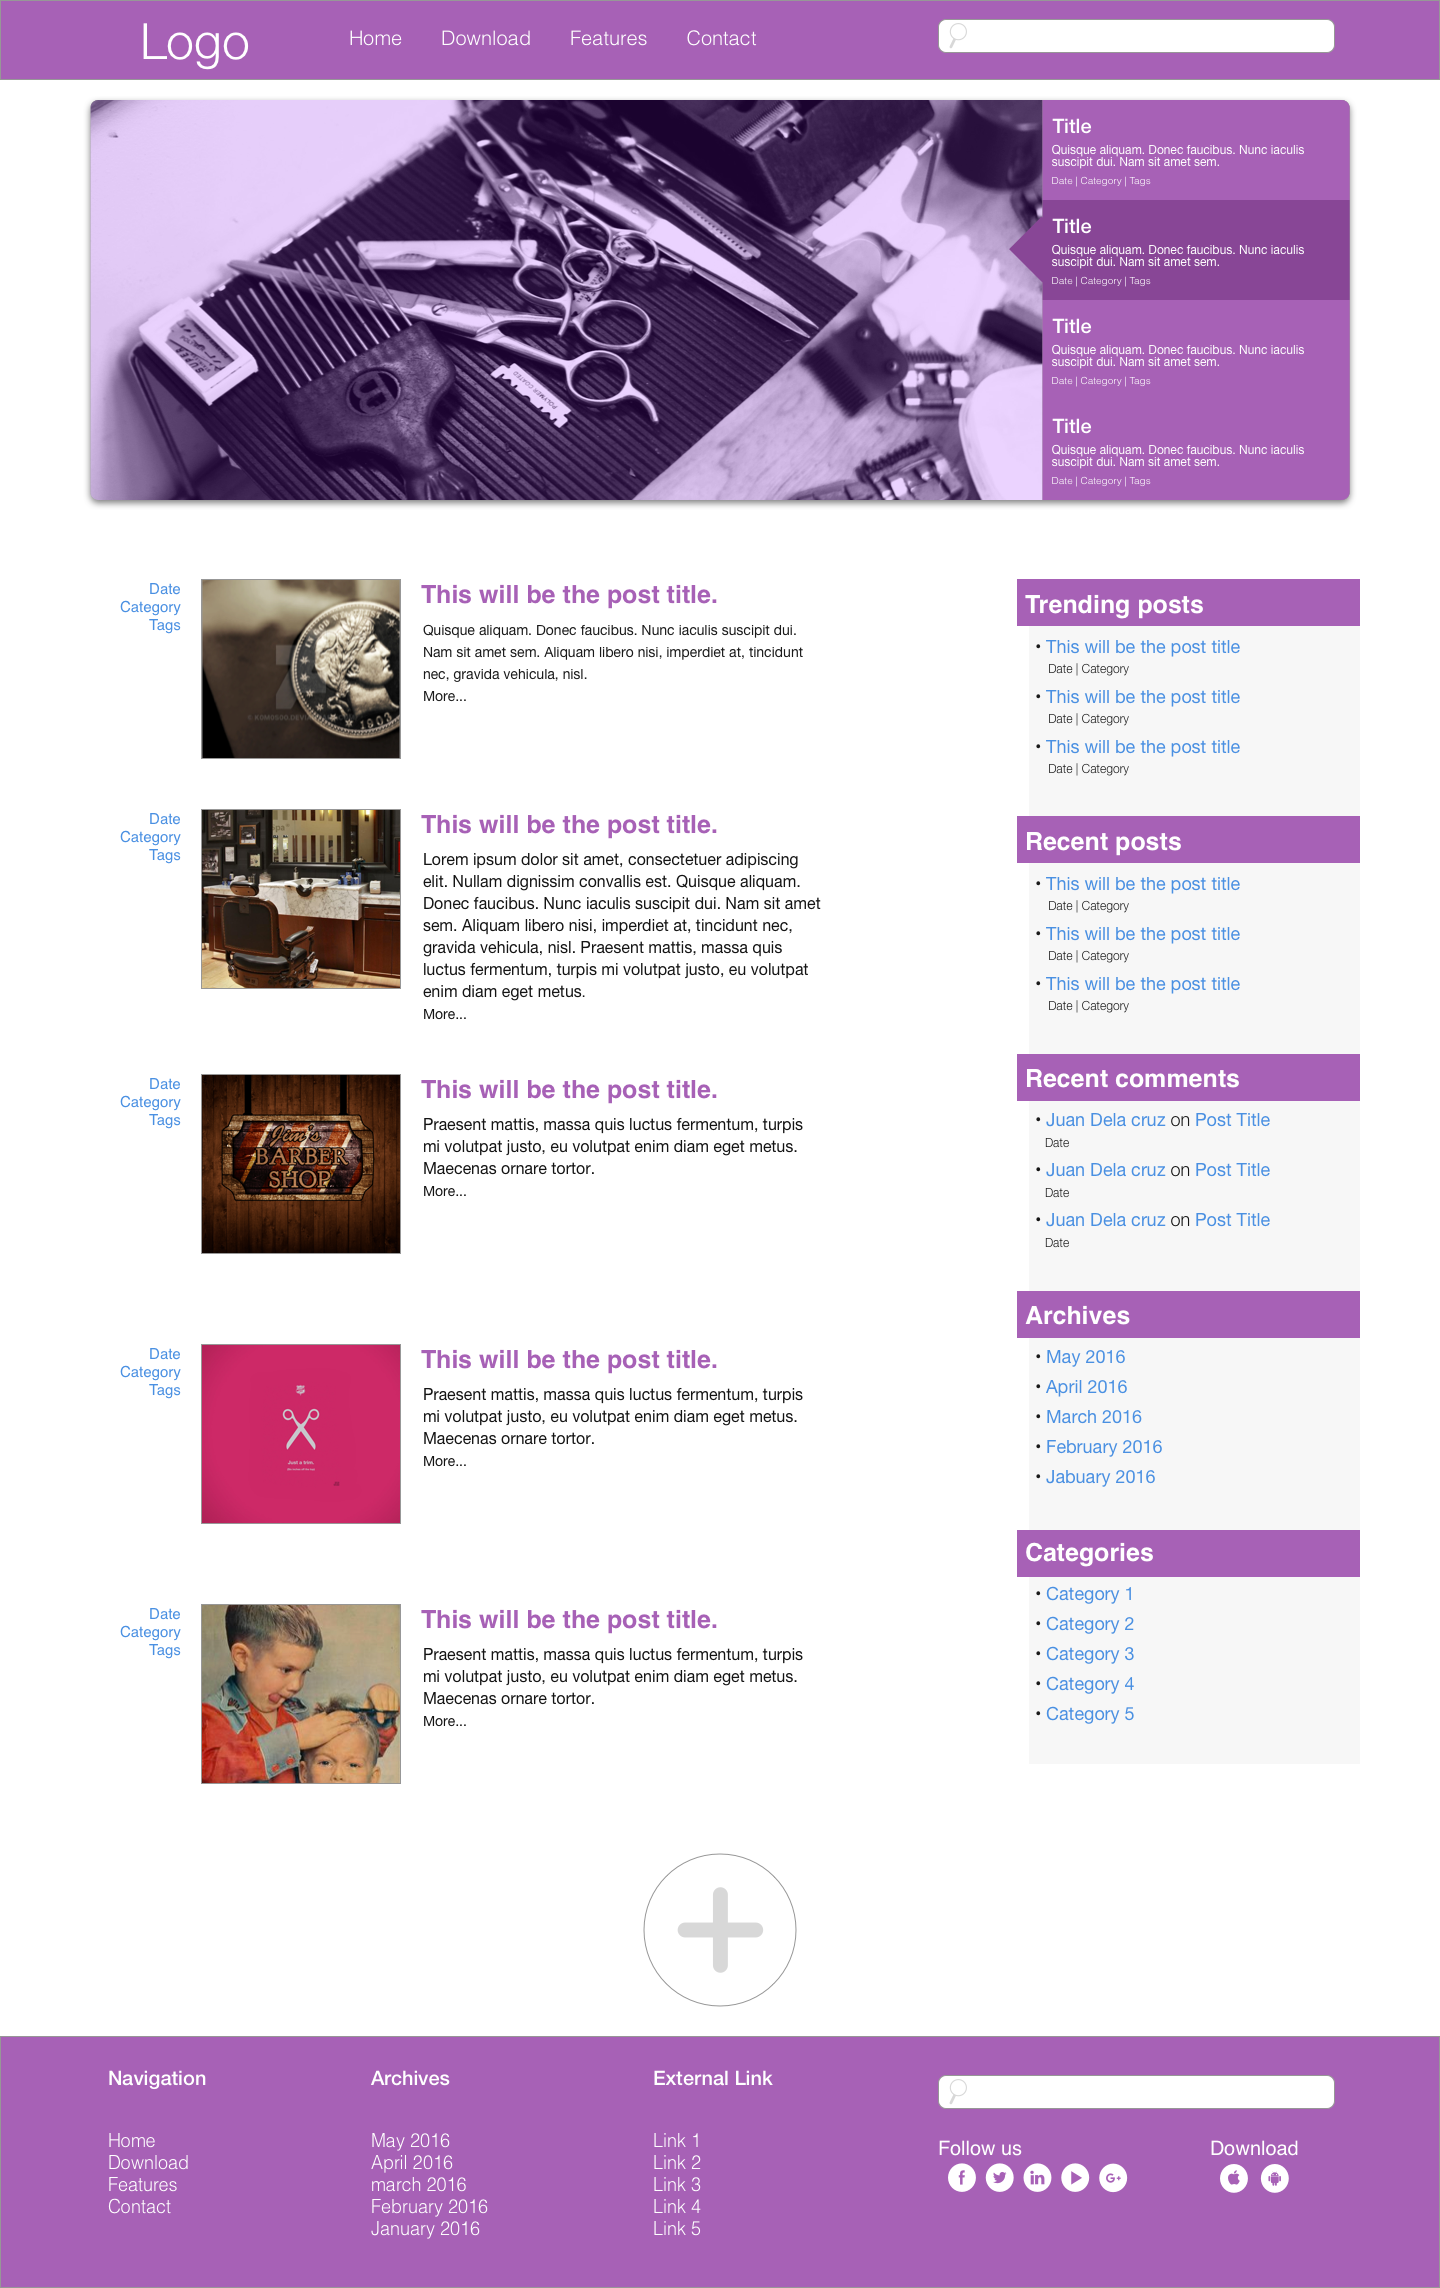 Logo
Home
Download
Features
Contact
POLYMER COATED
Title
Quisque aliquam. Donec faucibus. Nunc iaculis
suscipit dui. Nam sit amet sem.
Date | Category | Tags
Title
Quisque aliquam. Donec faucibus. Nunc iaculis
suscipit dui. Nam sit amet sem.
Date | Category | Tags
Title
Quisque aliquam. Donec faucibus. Nunc iaculis
suscipit dui. Nam sit amet sem.
Date | Category | Tags
Title
Quisque aliquam. Donec faucibus. Nunc iaculis
suscipit dui. Nam sit amet sem.
Date | Category | Tags
Date
Category
Tags
1903
This will be the post title.
Quisque aliquam. Donec faucibus. Nunc iaculis suscipit dui.
Nam sit amet sem. Aliquam libero nisi, imperdiet at, tincidunt
nec, gravida vehicula, nisl.
More...
Date
Category
Tags
This will be the post title.
Lorem ipsum dolor sit amet, consectetuer adipiscing
elit. Nullam dignissim convallis est. Quisque aliquam.
Donec faucibus. Nunc iaculis suscipit dui. Nam sit amet
sem. Aliquam libero nisi, imperdiet at, tincidunt nec,
gravida vehicula, nisl. Praesent mattis, massa quis
luctus fermentum, turpis mi volutpat justo, eu volutpat
enim diam eget metus.
More...
Date
Category
Tags
Jim's
BARBER
SHOP
This will be the post title.
Praesent mattis, massa quis luctus fermentum, turpis
mi volutpat justo, eu volutpat enim diam eget metus.
Maecenas ornare tortor.
More...
Date
Category
Tags
Just a trim.
This will be the post title.
Praesent mattis, massa quis luctus fermentum, turpis
mi volutpat justo, eu volutpat enim diam eget metus.
Maecenas ornare tortor.
More...
Date
Category
Tags
This will be the post title.
Praesent mattis, massa quis luctus fermentum, turpis
mi volutpat justo, eu volutpat enim diam eget metus.
Maecenas ornare tortor.
More...
Trending posts
• This will be the post title
Date | Category
• This will be the post title
Date | Category
• This will be the post title
Date | Category
Recent posts
• This will be the post title
Date | Category
• This will be the post title
Date | Category
• This will be the post title
Date | Category
Recent comments
• Juan Dela cruz on Post Title
Date
• Juan Dela cruz on Post Title
Date
• Juan Dela cruz on Post Title
Date
Archives
• May 2016
• April 2016
• March 2016
• February 2016
• Jabuary 2016
Categories
• Category 1
• Category 2
• Category 3
• Category 4
• Category 5
Navigation
Home
Download
Features
Contact
Archives
May 2016
April 2016
march 2016
February 2016
January 2016
External Link
Link 1
Link 2
Link 3
Link 4
Link 5
Follow us
Download